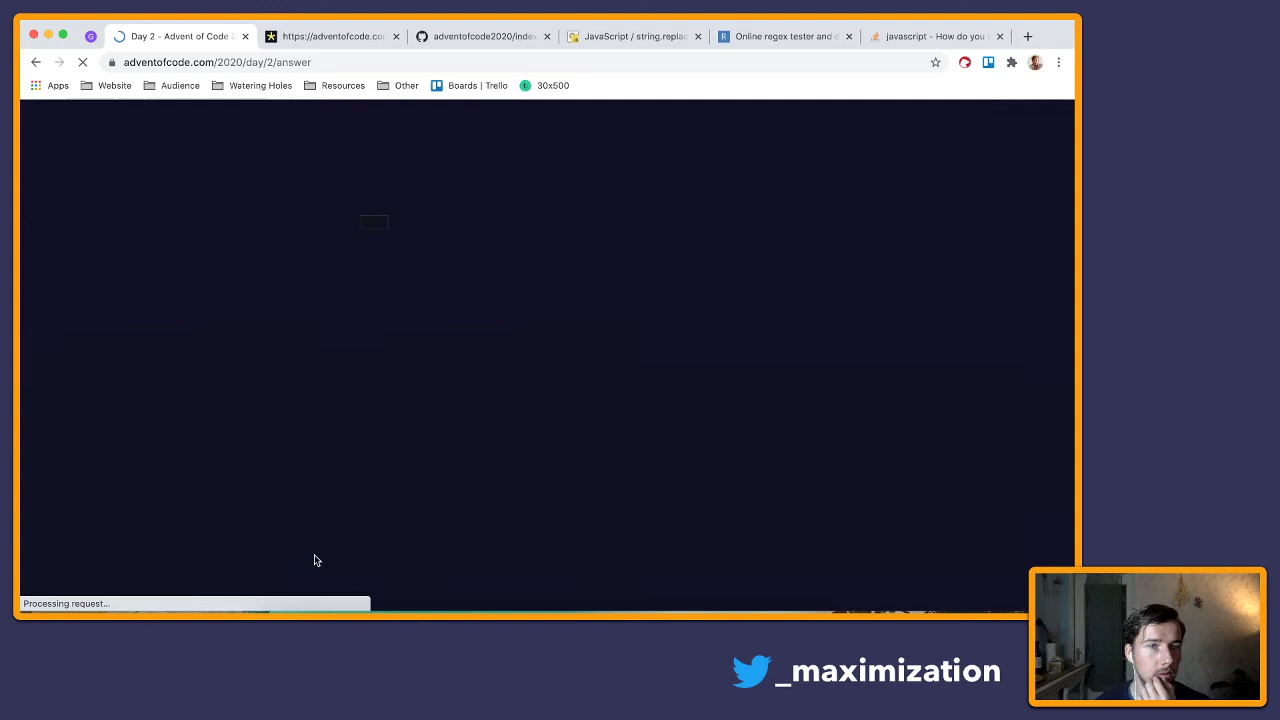 Day 2 - Advent of Code 2
https://adventofcode.con
adventofcode2020/index
JavaScript / string.replac
Online regex tester and d
javascript - How do you
adventofcode.com/2020/day/2/answer
Apps
Website
Audience
Watering Holes
Resources
Other
Boards | Trello
30x500
Processing request...
_maximization